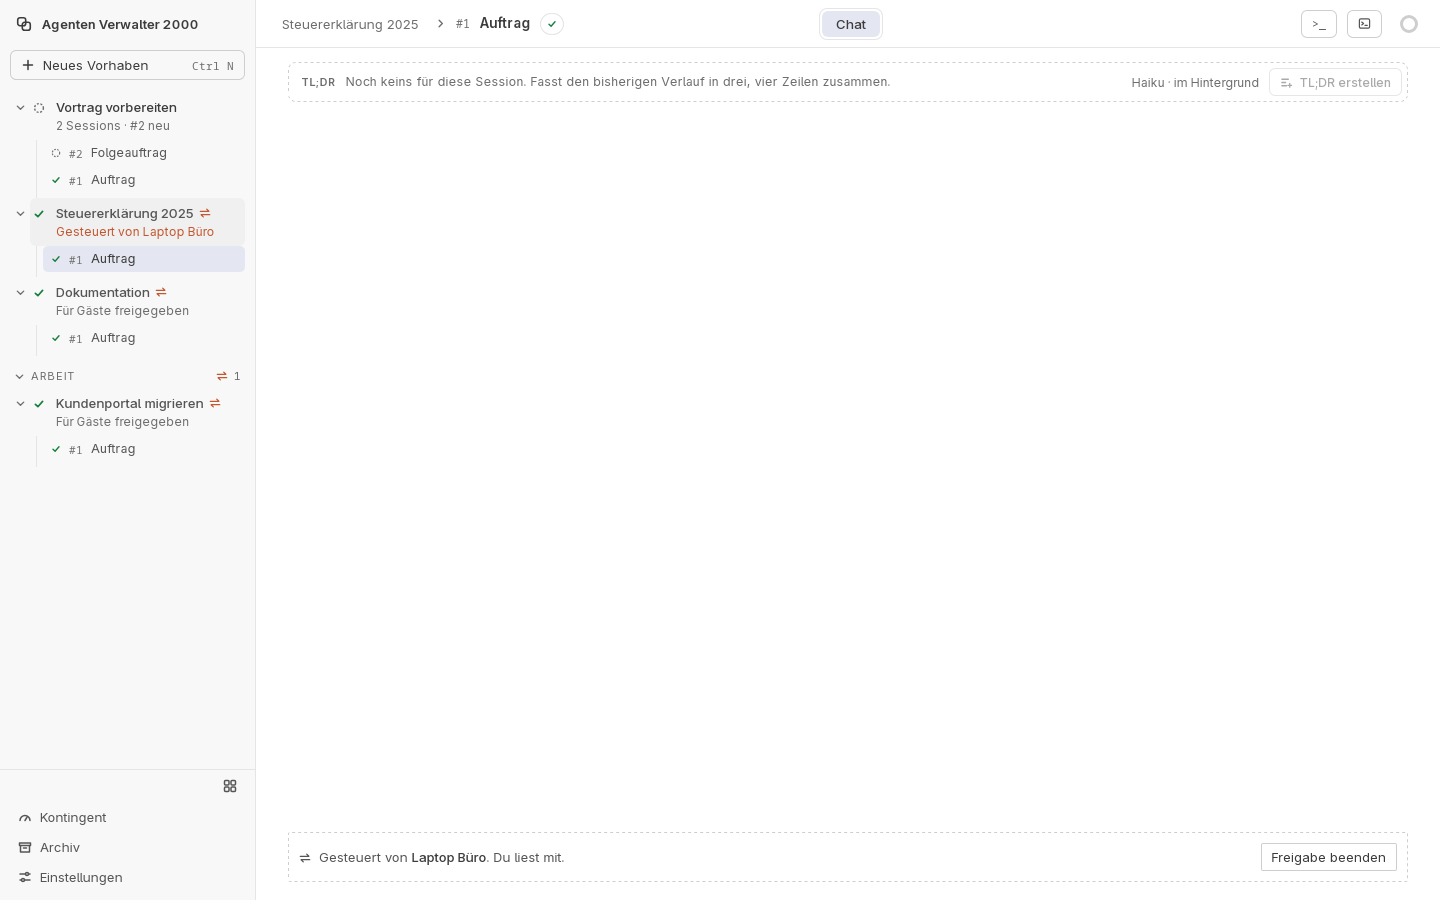 Agenten Verwalter 2000
Neues Vorhaben Ctrl N
Vortrag vorbereiten
2 Sessions · #2 neu
#2 Folgeauftrag
#1 Auftrag
Steuererklärung 2025
Gesteuert von Laptop Büro
#1 Auftrag
Dokumentation
Für Gäste freigegeben
#1 Auftrag
ARBEIT 1
Kundenportal migrieren
Für Gäste freigegeben
#1 Auftrag
Kontingent
Archiv
Einstellungen
Steuererklärung 2025 #1 Auftrag
Chat
>_
TL;DR Noch keins für diese Session. Fasst den bisherigen Verlauf in drei, vier Zeilen zusammen.
Haiku · im Hintergrund TL;DR erstellen
Gesteuert von Laptop Büro. Du liest mit.
Freigabe beenden